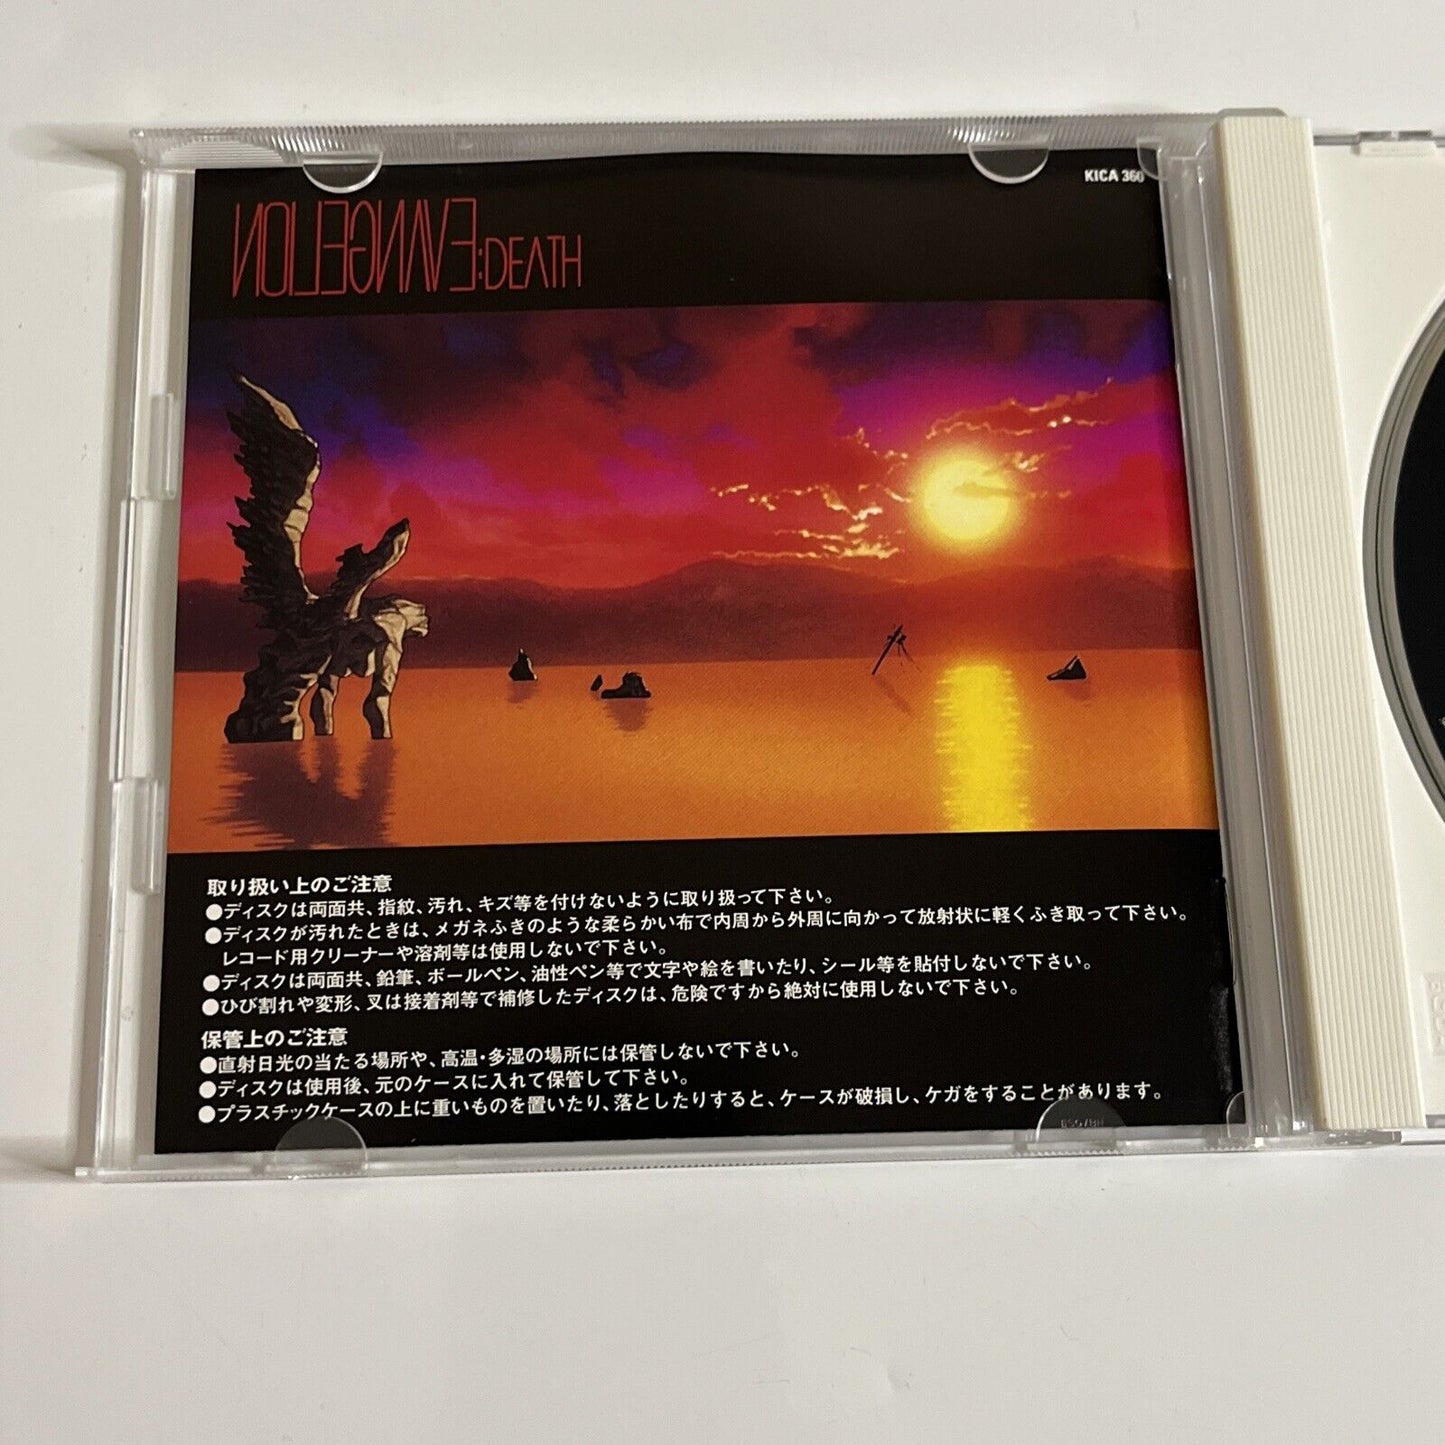 EVANGELION:DEATH
KICA 360
取り扱い上のご注意
●ディスクは両面共、指紋、汚れ、キズ等を付けないように取り扱って下さい。
●ディスクが汚れたときは、メガネふきのような柔らかい布で内周から外周に向かって放射状に軽くふき取って下さい。
レコード用クリーナーや溶剤等は使用しないで下さい。
●ディスクは両面共、鉛筆、ボールペン、油性ペン等で文字や絵を書いたり、シール等を貼付しないで下さい。
●ひび割れや変形、又は接着剤等で補修したディスクは、危険ですから絶対に使用しないで下さい。
保管上のご注意
●直射日光の当たる場所や、高温・多湿の場所には保管しないで下さい。
●ディスクは使用後、元のケースに入れて保管して下さい。
●プラスチックケースの上に重いものを置いたり、落としたりすると、ケースが破損し、ケガをすることがあります。